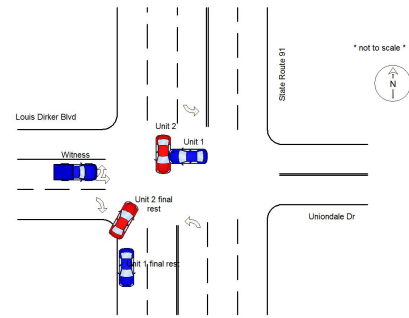 * not to scale *
State Route 91
N
Louis Dirker Blvd
Unit 2
Unit 1
Witness
Unit 2 final
rest
Uniondale Dr
Unit 1 final rest